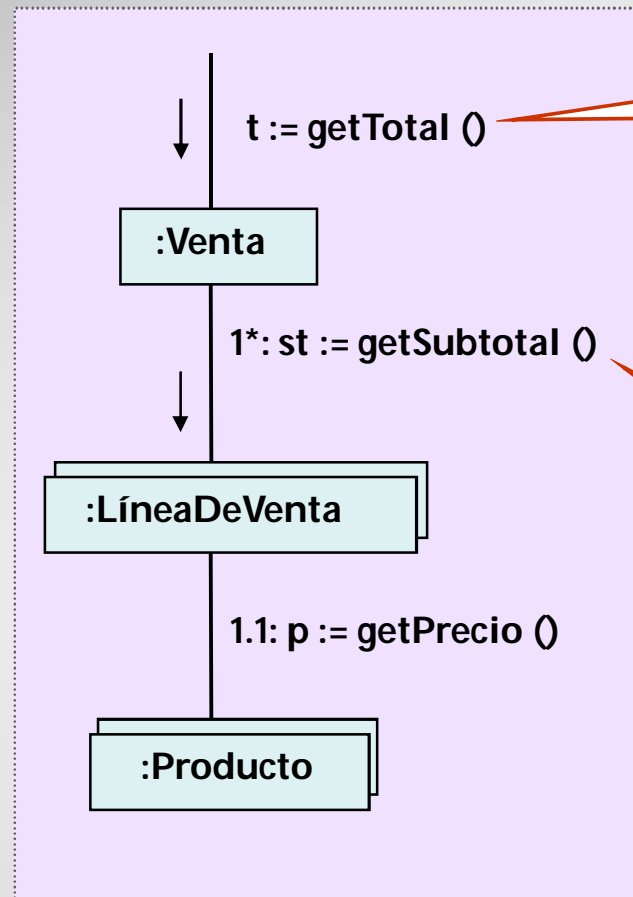 t := getTotal ()
:Venta
1*: st := getSubtotal ()
:LíneaDeVenta
1.1: p := getPrecio ()
:Producto